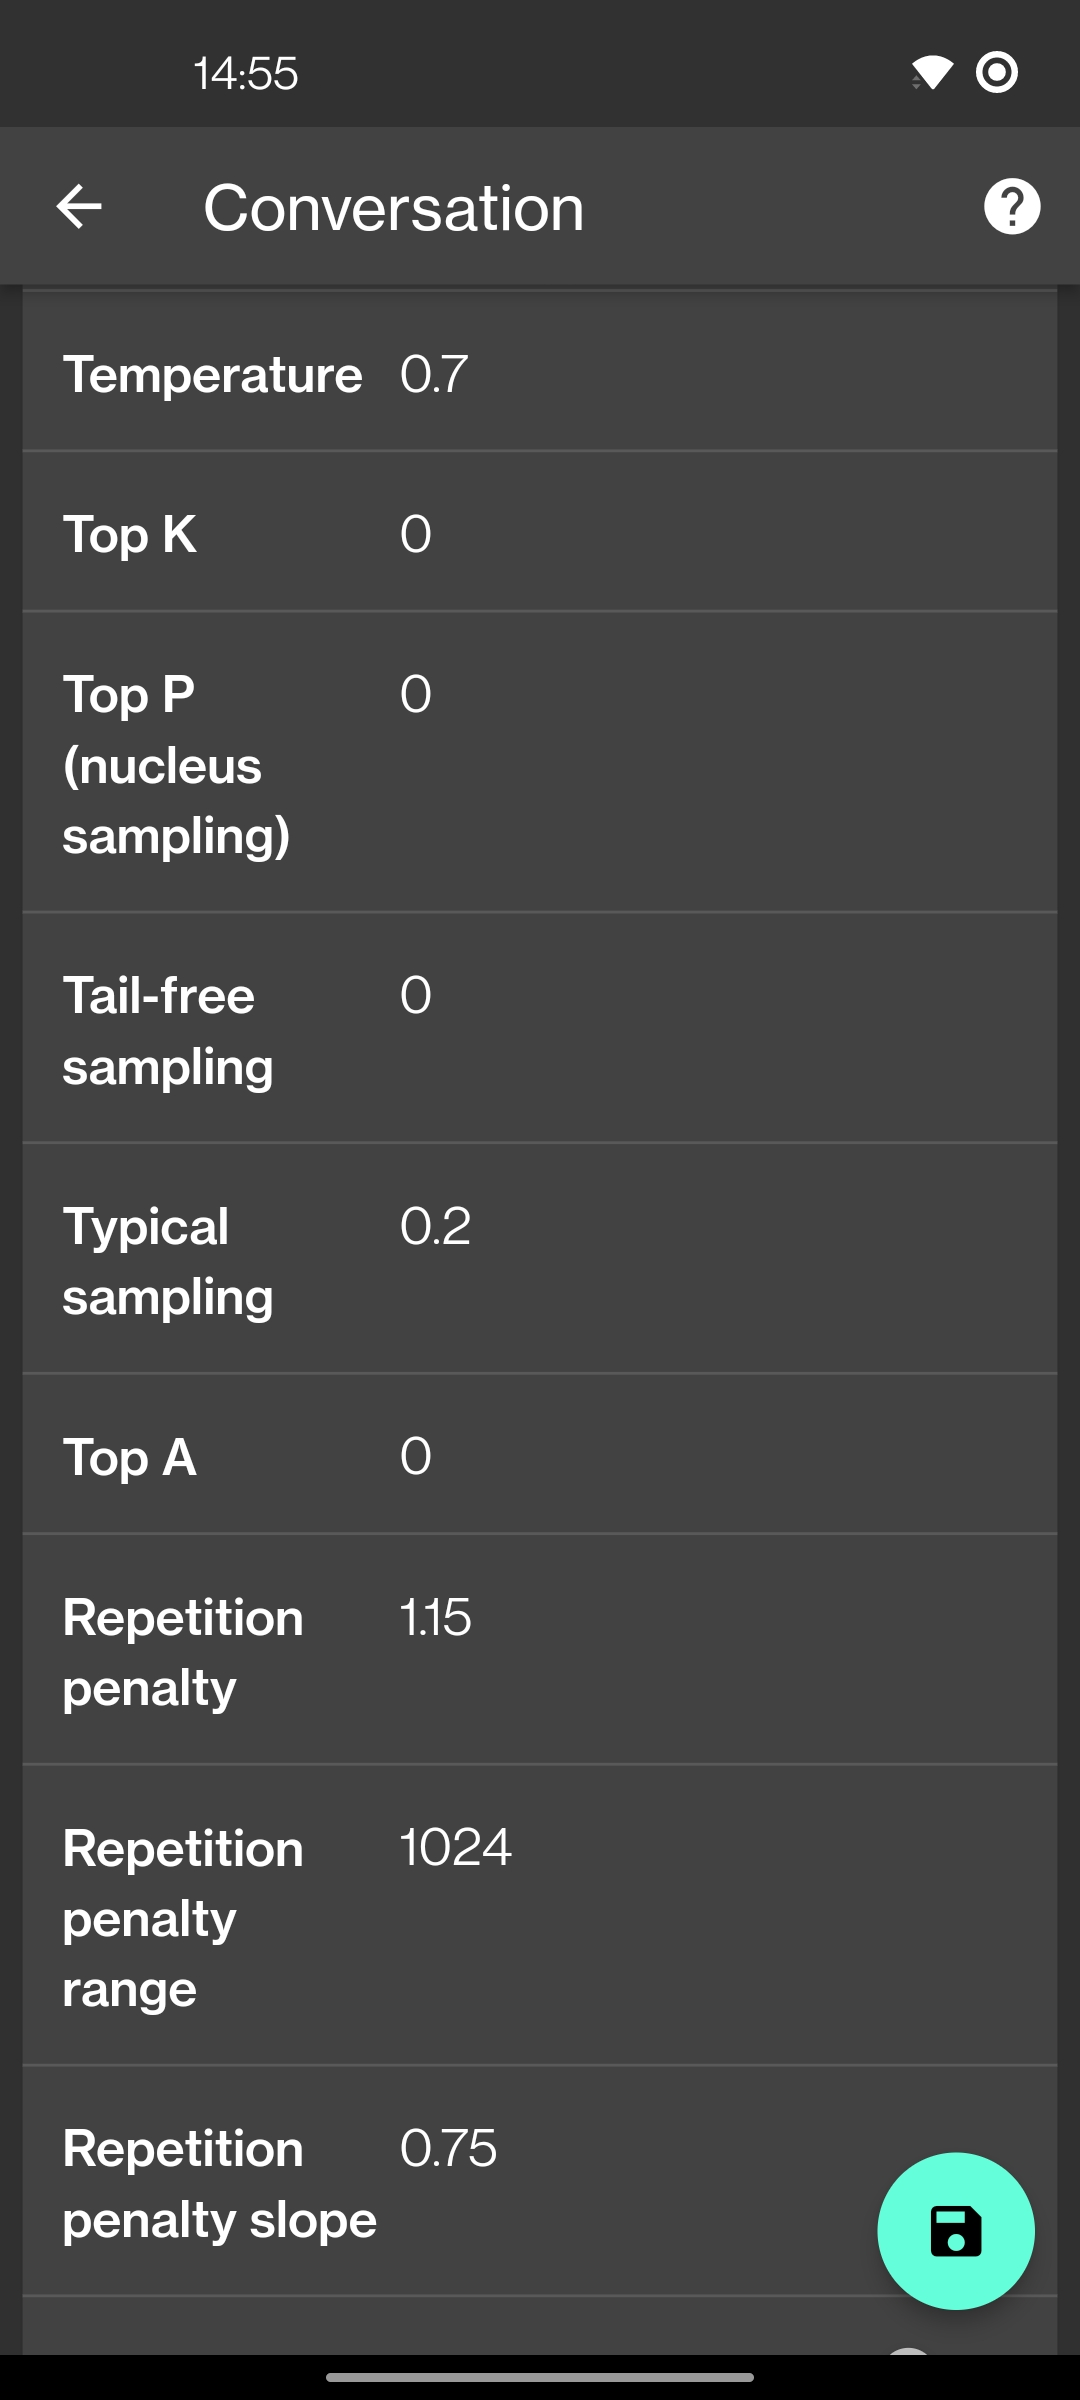 14:55
Conversation
Temperature 0.7
Top K 0
Top P 0
(nucleus
sampling)
Tail-free 0
sampling
Typical 0.2
sampling
Top A 0
Repetition 1.15
penalty
Repetition 1024
penalty
range
Repetition 0.75
penalty slope